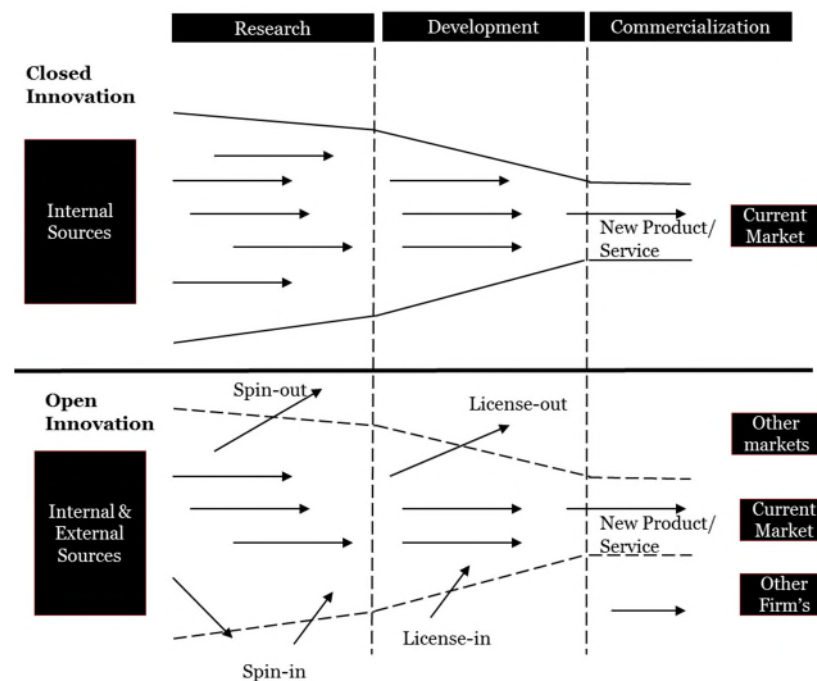 Research
Development
Commercialization
Closed
Innovation
Internal
Sources
New Product/
Service
Current
Market
Open
Innovation
Spin-out
License-out
Other
markets
Internal &
External
Sources
New Product/
Service
Current
Market
Other
Firm's
License-in
Spin-in